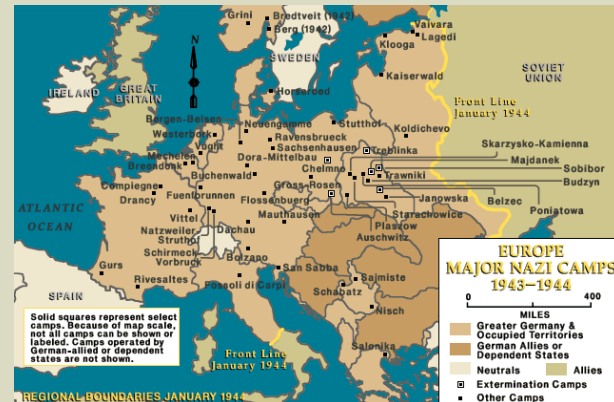 Grini
Bredtveit (1942)
Berg (1942)
Vaivara
Klooga
Lagedi
SWEDEN
SOVIET
UNION
IRELAND
GREAT
BRITAIN
N
Kaiserwald
Horserod
Front Line
January 1944
Bergen-Belsen
Neuengamme
Stutthof
Westerbork
Ravensbrueck
Koldichevo
Vught
Sachsenhausen
Treblinka
Skarzysko-Kamienna
Mechelen
Dora-Mittelbau
Majdanek
Breendonk
Buchenwald
Chelmno
Trawniki
Sobibor
Compiegne
Gross-Rosen
Budzyn
Drancy
Fuerbrunnen
Flossenburg
Janowska
Belzec
Mauthausen
Starachowice
Poniatowa
ATLANTIC
OCEAN
Vittel
Plaszow
Natzweiler
Struthof
Dachau
Auschwitz
Schirmeck
Vorbruck
Bolzano
Gurs
San Sabba
Sajmiste
Rivesaltes
Fossoli di Carpi
Schabatz
SPAIN
Nisch
Salonika
Front Line
January 1944
Solid squares represent select
camps. Because of map scale,
not all camps can be shown or
labeled. Camps operated by
German-allied or dependent
states are not shown.
REGIONAL BOUNDARIES JANUARY 1944
EUROPE
MAJOR NAZI CAMPS
1943–1944
0 400
MILES
Greater Germany &
Occupied Territories
German Allies or
Dependent States
Neutrals
Allies
Extermination Camps
Other Camps